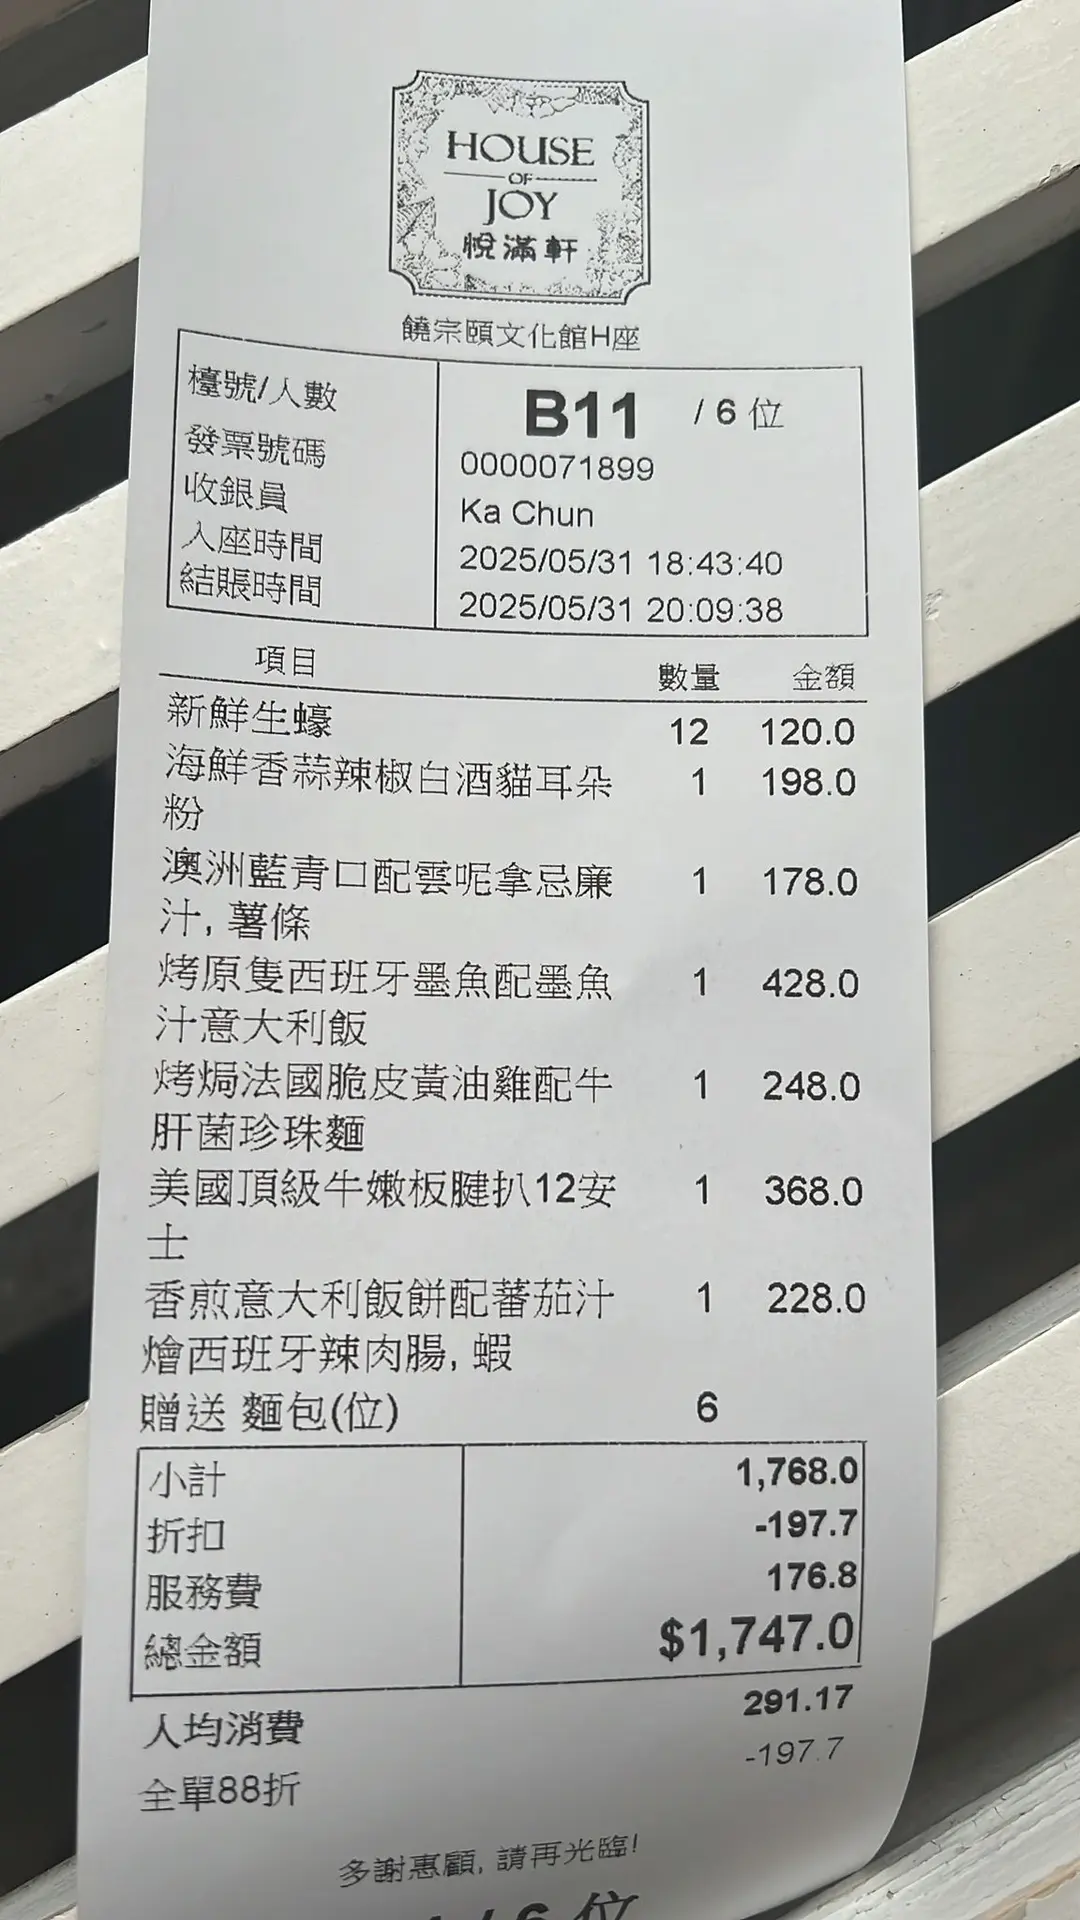 HOUSE
OF
JOY
悅滿軒
饒宗頤文化館H座
檯號/人數 B11 / 6 位
發票號碼 0000071899
收銀員 Ka Chun
入座時間 2025/05/31 18:43:40
結賬時間 2025/05/31 20:09:38
項目 數量 金額
新鮮生蠔 12 120.0
海鮮香蒜辣椒白酒貓耳朵 1 198.0
粉
澳洲藍青口配雲呢拿忌廉 1 178.0
汁, 薯條
烤原隻西班牙墨魚配墨魚 1 428.0
汁意大利飯
烤焗法國脆皮黃油雞配牛 1 248.0
肝菌珍珠麵
美國頂級牛嫩板腱扒12安 1 368.0
士
香煎意大利飯餅配蕃茄汁 1 228.0
燴西班牙辣肉腸, 蝦
贈送 麵包(位) 6
小計 1,768.0
折扣 -197.7
服務費 176.8
總金額 $1,747.0
人均消費 291.17
全單88折 -197.7
多謝惠顧, 請再光臨!
/ 6 位